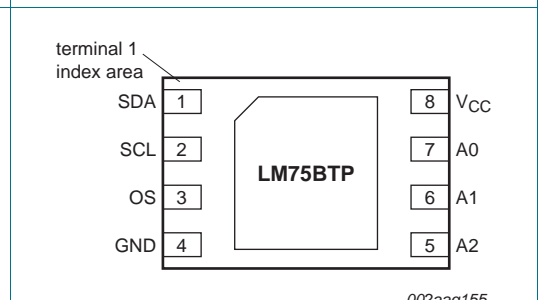 terminal 1
index area
SDA 1 8 VCC
SCL 2 7 A0
LM75BTP
OS 3 6 A1
GND 4 5 A2
002aag155